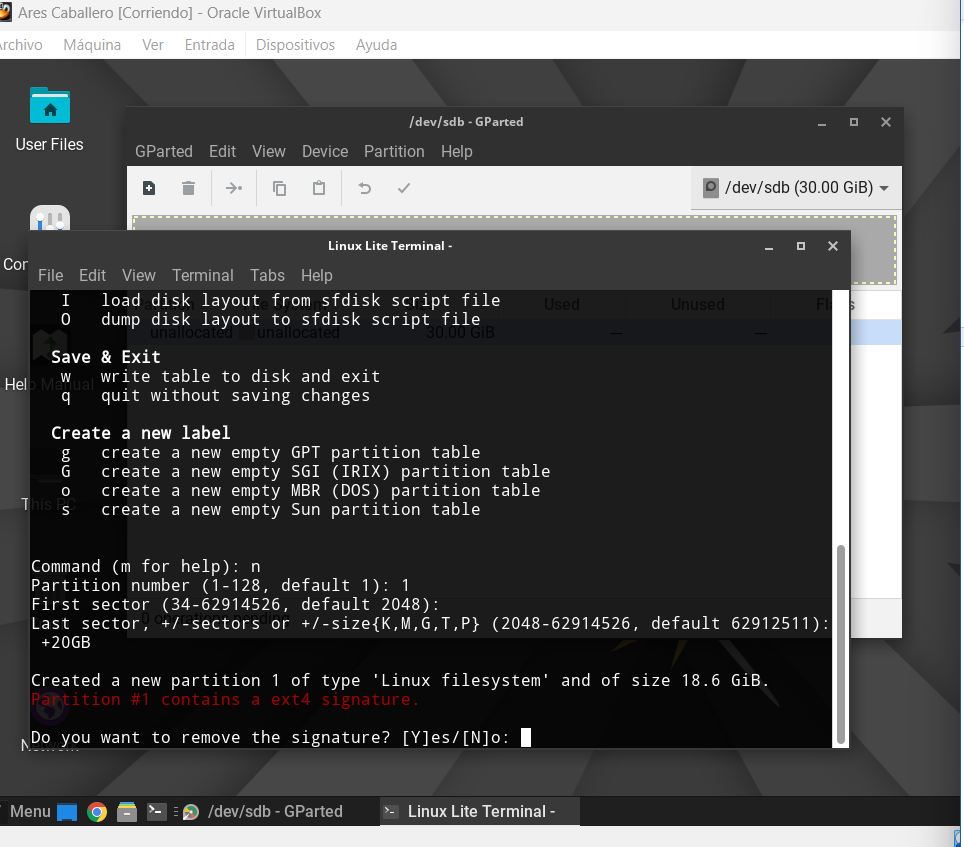 Ares Caballero [Corriendo] - Oracle VirtualBox
Archivo Máquina Ver Entrada Dispositivos Ayuda
User Files
/dev/sdb - GParted
GParted Edit View Device Partition Help
/dev/sdb (30.00 GiB)
Linux Lite Terminal -
File Edit View Terminal Tabs Help
Used Unused
unallocated unallocated 30.00 GiB — —
Help Manual
This PC
I load disk layout from sfdisk script file
O dump disk layout to sfdisk script file
Save & Exit
w write table to disk and exit
q quit without saving changes
Create a new label
g create a new empty GPT partition table
G create a new empty SGI (IRIX) partition table
o create a new empty MBR (DOS) partition table
s create a new empty Sun partition table
Command (m for help): n
Partition number (1-128, default 1): 1
First sector (34-62914526, default 2048):
Last sector, +/-sectors or +/-size{K,M,G,T,P} (2048-62914526, default 62912511):
+20GB
Created a new partition 1 of type 'Linux filesystem' and of size 18.6 GiB.
Partition #1 contains a ext4 signature.
Do you want to remove the signature? [Y]es/[N]o:
Menu /dev/sdb - GParted Linux Lite Terminal -